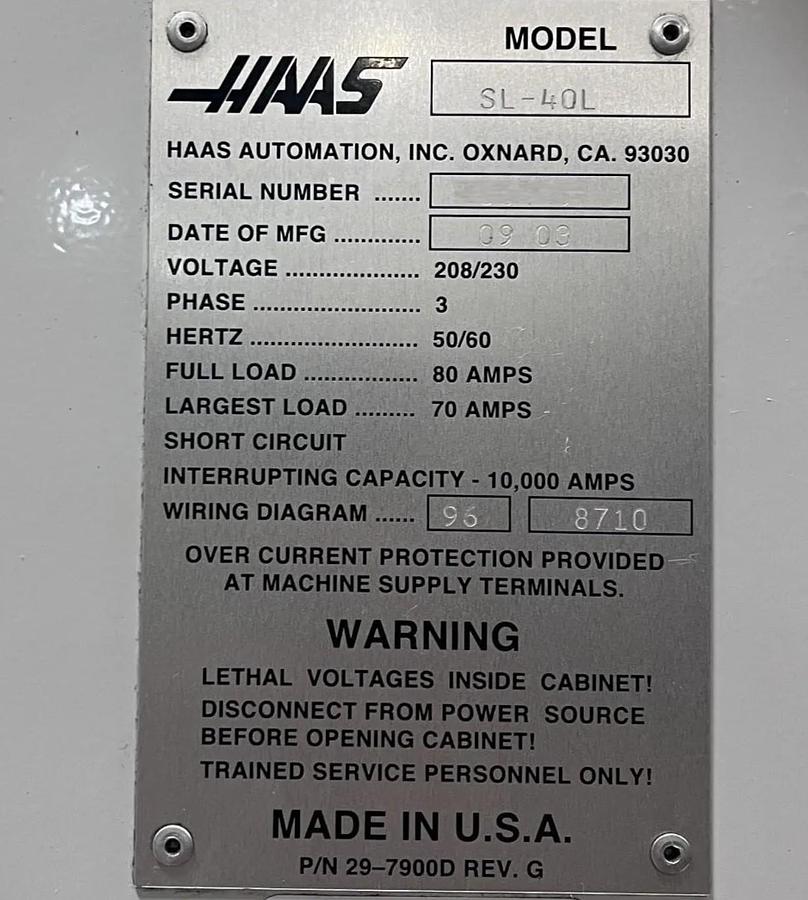 MODEL
HAAS
SL-40L
HAAS AUTOMATION, INC. OXNARD, CA. 93030
SERIAL NUMBER .......
DATE OF MFG ............. 09 03
VOLTAGE .................... 208/230
PHASE ......................... 3
HERTZ ......................... 50/60
FULL LOAD ................. 80 AMPS
LARGEST LOAD ......... 70 AMPS
SHORT CIRCUIT
INTERRUPTING CAPACITY - 10,000 AMPS
WIRING DIAGRAM ...... 96 8710
OVER CURRENT PROTECTION PROVIDED
AT MACHINE SUPPLY TERMINALS.
WARNING
LETHAL VOLTAGES INSIDE CABINET!
DISCONNECT FROM POWER SOURCE
BEFORE OPENING CABINET!
TRAINED SERVICE PERSONNEL ONLY!
MADE IN U.S.A.
P/N 29–7900D REV. G